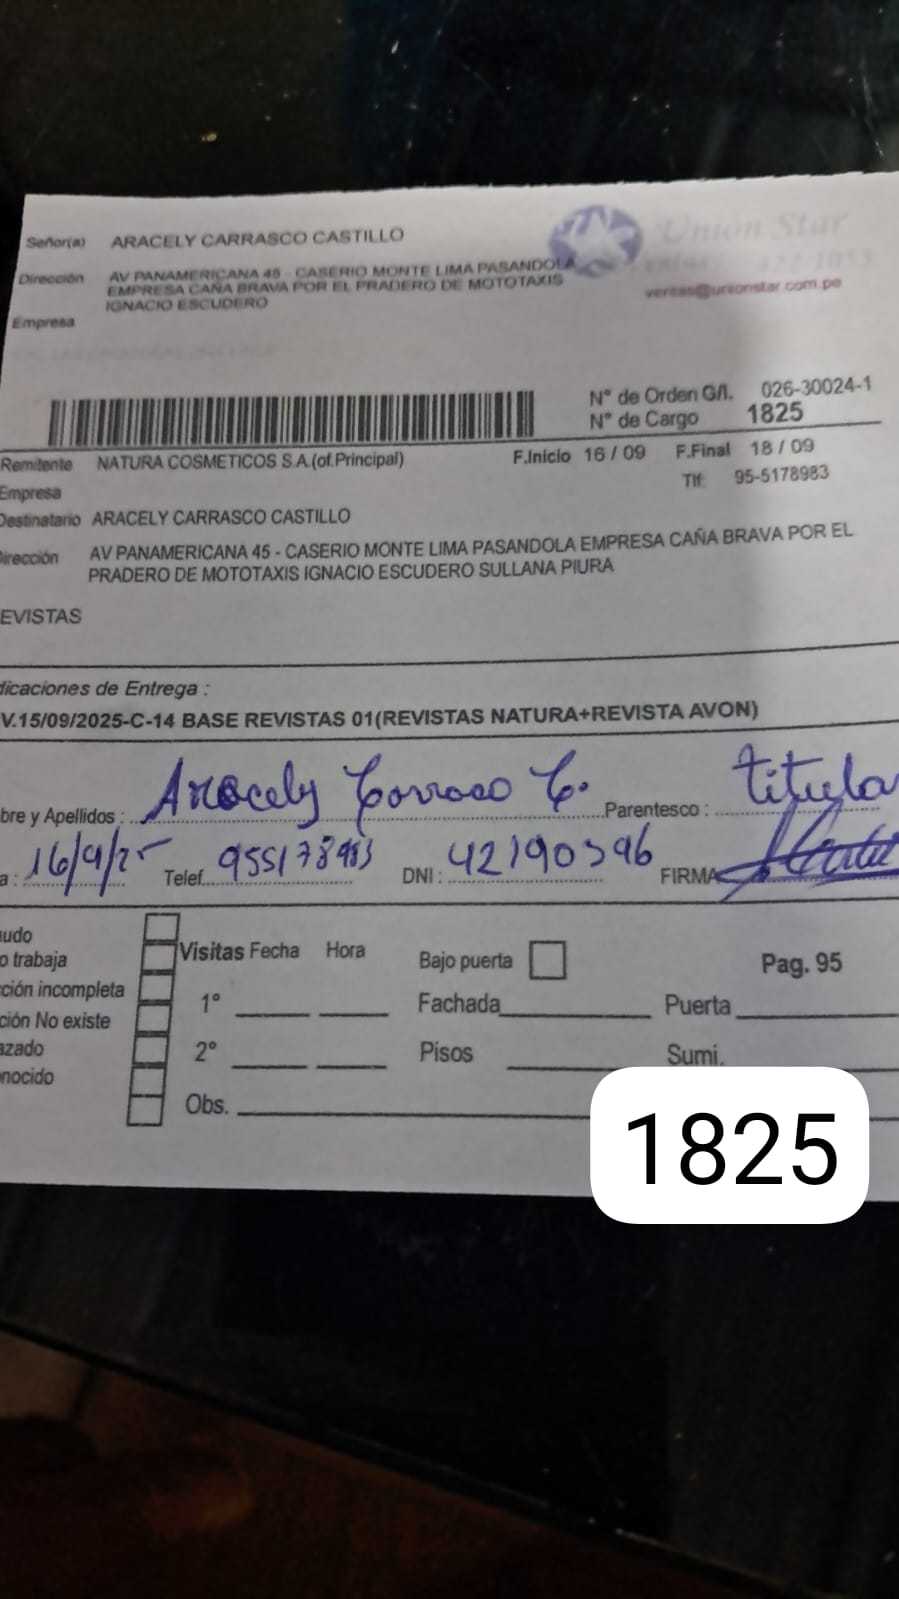 Señor(a) ARACELY CARRASCO CASTILLO
Unión Star
Dirección AV PANAMERICANA 45 - CASERIO MONTE LIMA PASANDOLA
EMPRESA CAÑA BRAVA POR EL PRADERO DE MOTOTAXIS
IGNACIO ESCUDERO
ventas@unionstar.com.pe
Empresa
N° de Orden G/I. 026-30024-1
N° de Cargo 1825
Remitente NATURA COSMETICOS S.A.(of.Principal) F.Inicio 16 / 09 F.Final 18 / 09
Empresa Tlf: 95-5178983
Destinatario ARACELY CARRASCO CASTILLO
irección AV PANAMERICANA 45 - CASERIO MONTE LIMA PASANDOLA EMPRESA CAÑA BRAVA POR EL
PRADERO DE MOTOTAXIS IGNACIO ESCUDERO SULLANA PIURA
EVISTAS
dicaciones de Entrega :
V.15/09/2025-C-14 BASE REVISTAS 01(REVISTAS NATURA+REVISTA AVON)
bre y Apellidos : Aracely Carrasco C. Parentesco : titular
a : 16/9/25 Telef. 955178983 DNI : 42190396 FIRMA
udo
o trabaja Visitas Fecha Hora Bajo puerta Pag. 95
cción incompleta 1° Fachada Puerta
ción No existe
azado 2° Pisos Sumi.
nocido
Obs.
1825